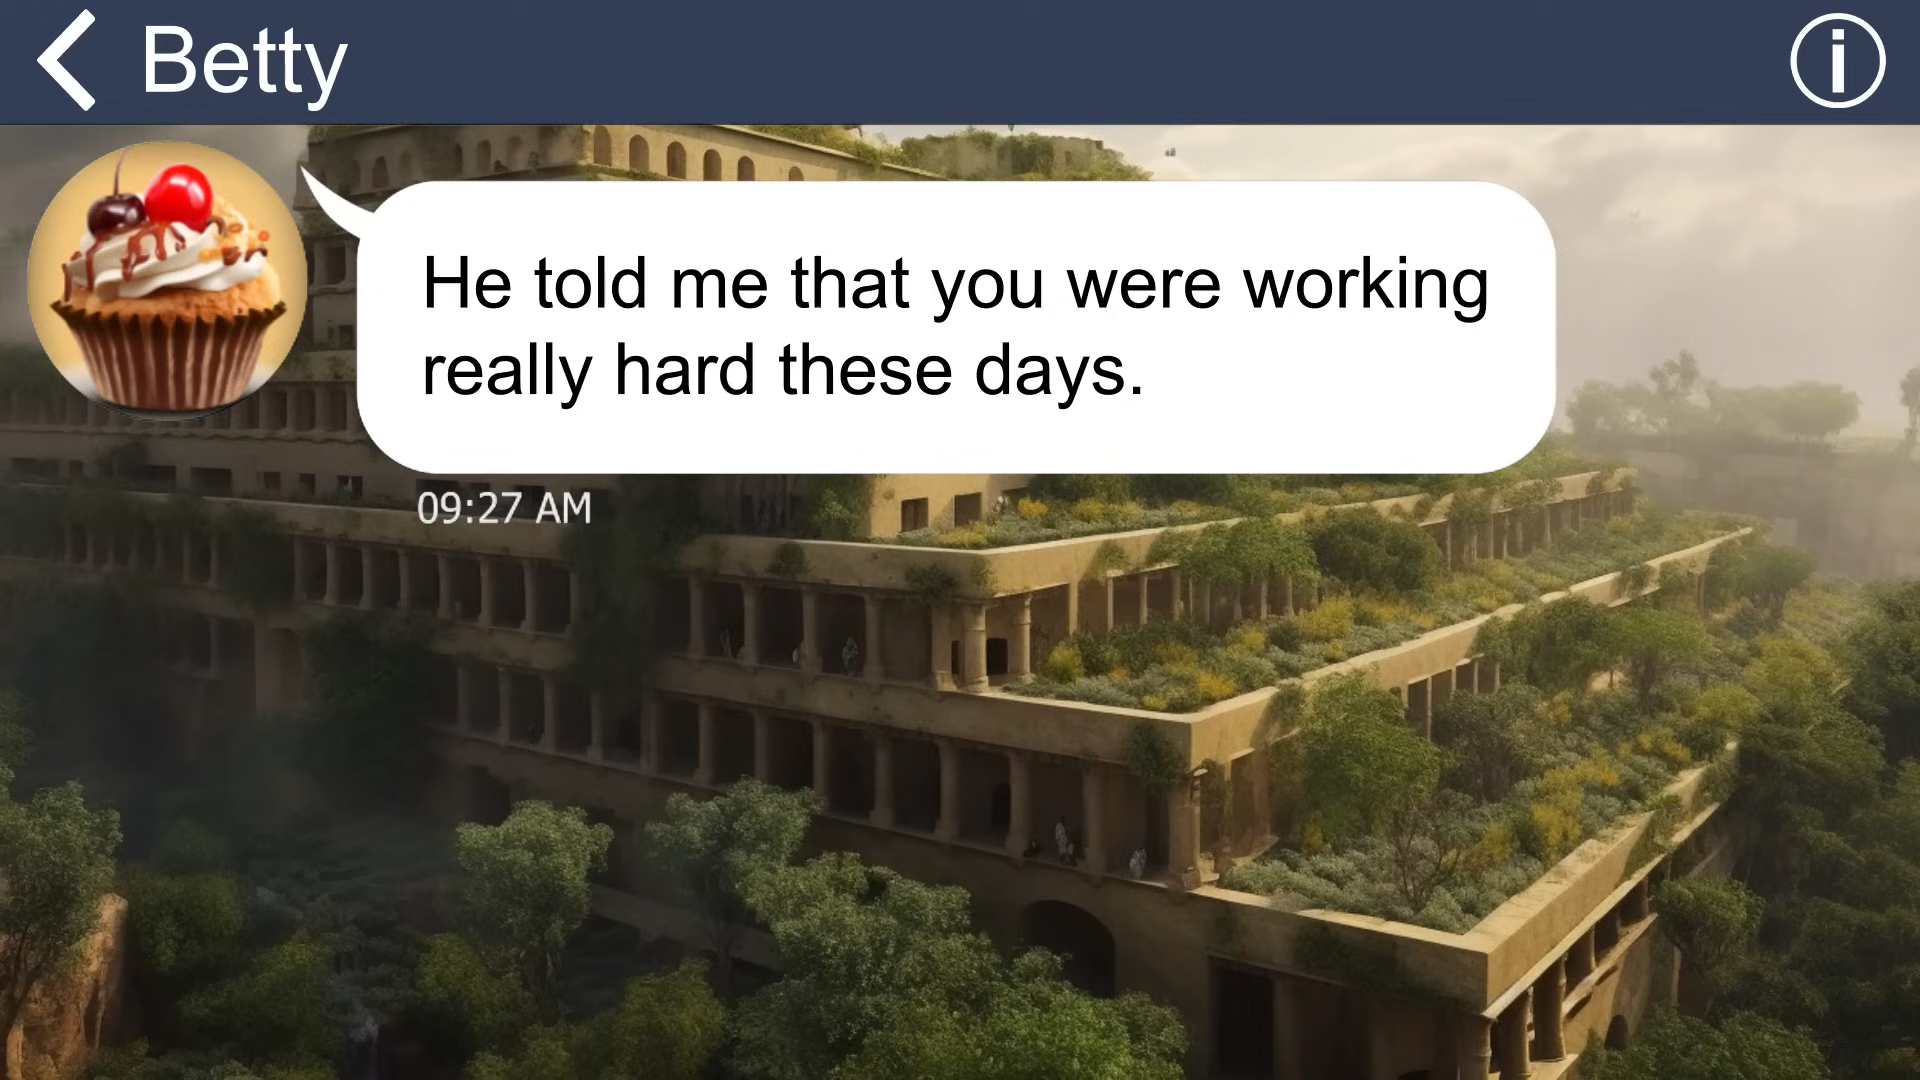 Betty
He told me that you were working
really hard these days.
09:27 AM